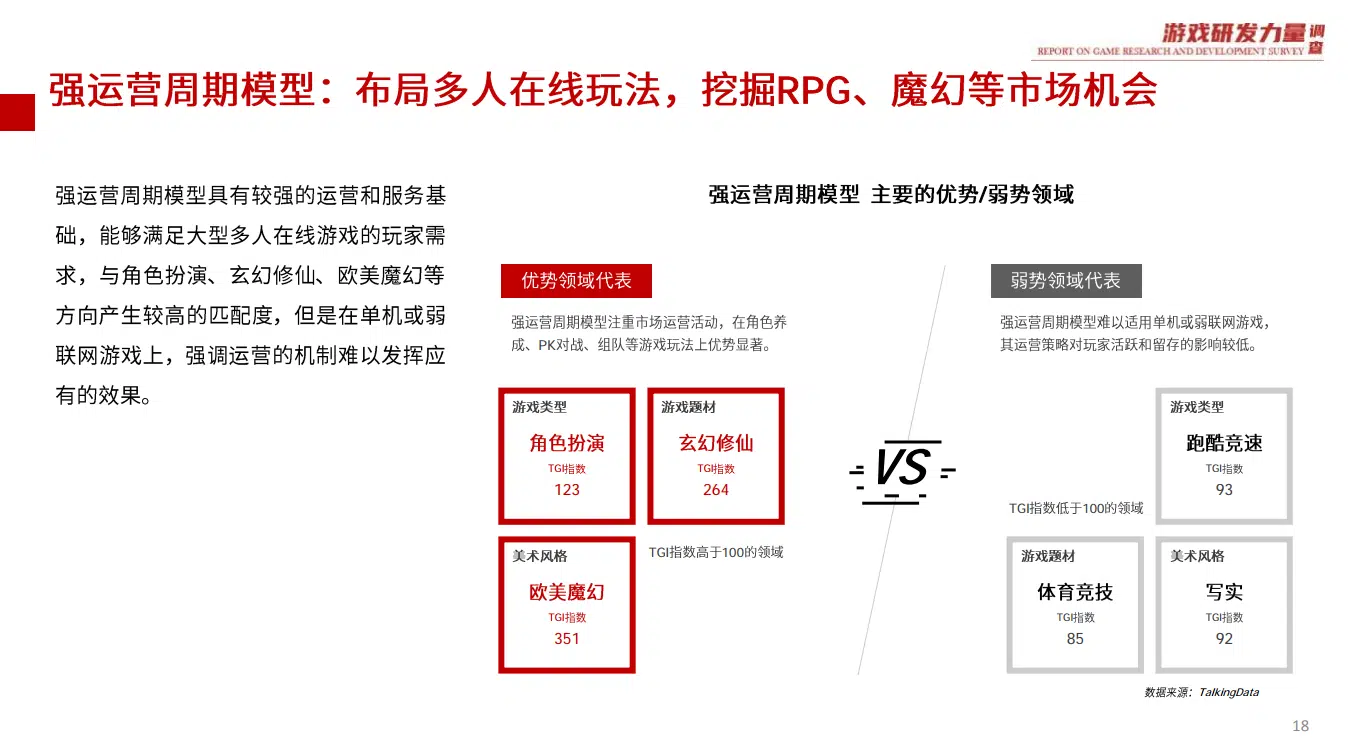 游戏研发力量调查
REPORT ON GAME RESEARCH AND DEVELOPMENT SURVEY
强运营周期模型：布局多人在线玩法，挖掘RPG、魔幻等市场机会
强运营周期模型具有较强的运营和服务基
础，能够满足大型多人在线游戏的玩家需
求，与角色扮演、玄幻修仙、欧美魔幻等
方向产生较高的匹配度，但是在单机或弱
联网游戏上，强调运营的机制难以发挥应
有的效果。
强运营周期模型 主要的优势/弱势领域
优势领域代表
强运营周期模型注重市场运营活动，在角色养
成、PK对战、组队等游戏玩法上优势显著。
游戏类型
角色扮演
TGI指数
123
游戏题材
玄幻修仙
TGI指数
264
美术风格
欧美魔幻
TGI指数
351
TGI指数高于100的领域
VS
弱势领域代表
强运营周期模型难以适用单机或弱联网游戏，
其运营策略对玩家活跃和留存的影响较低。
游戏类型
跑酷竞速
TGI指数
93
TGI指数低于100的领域
游戏题材
体育竞技
TGI指数
85
美术风格
写实
TGI指数
92
数据来源：TalkingData
18